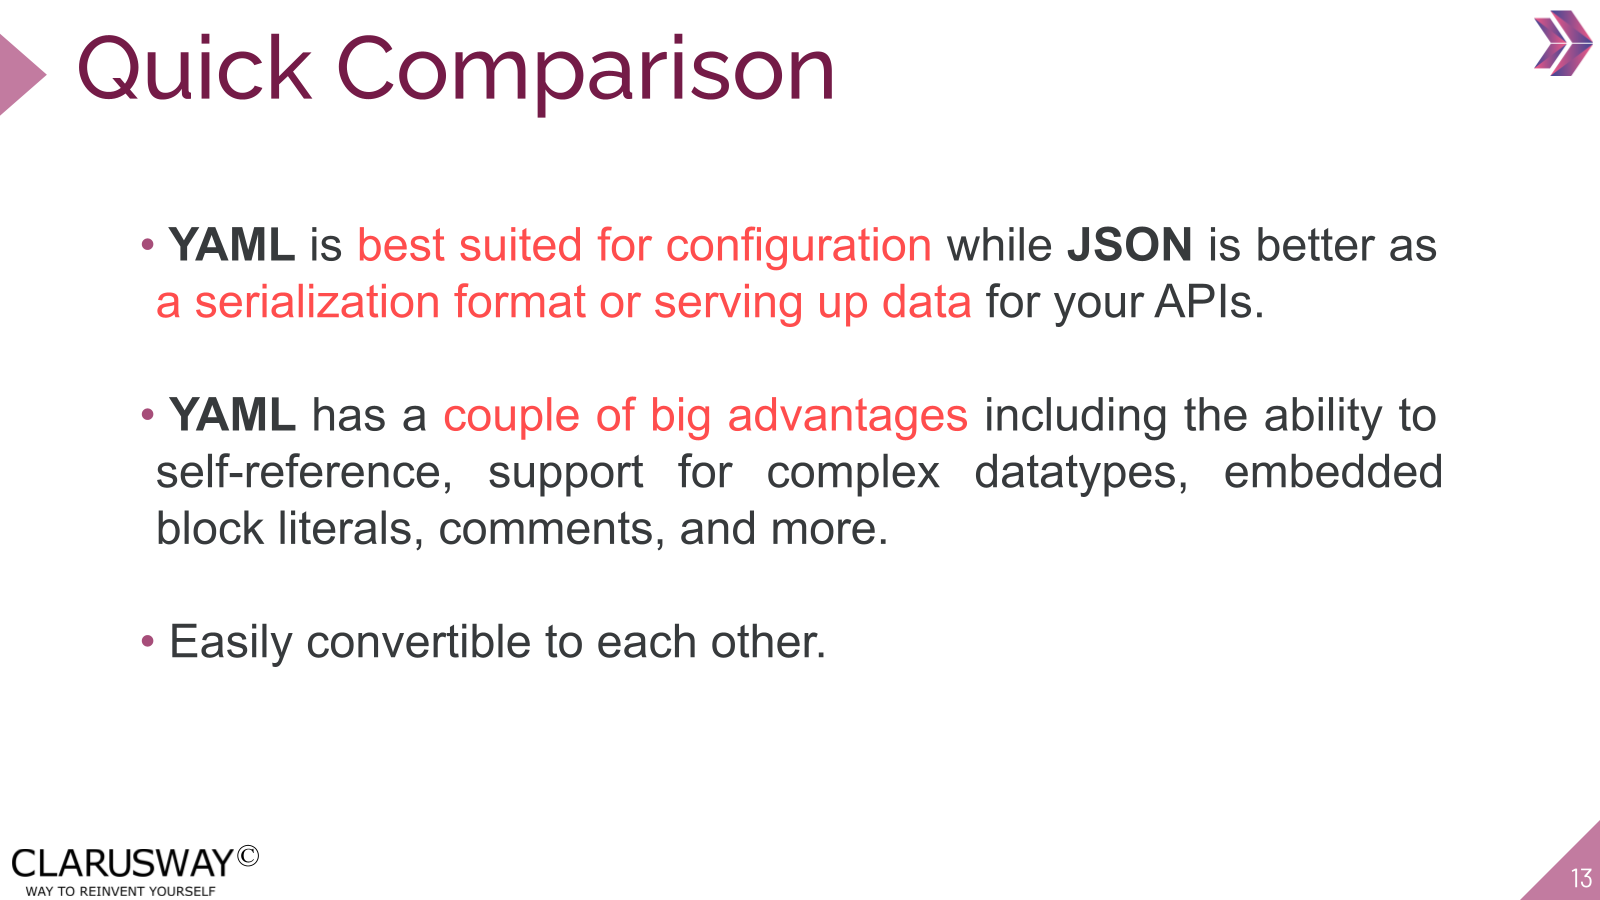 Quick Comparison
• YAML is best suited for configuration while JSON is better as
a serialization format or serving up data for your APIs.
• YAML has a couple of big advantages including the ability to
self-reference, support for complex datatypes, embedded
block literals, comments, and more.
• Easily convertible to each other.
CLARUSWAY©
WAY TO REINVENT YOURSELF
13